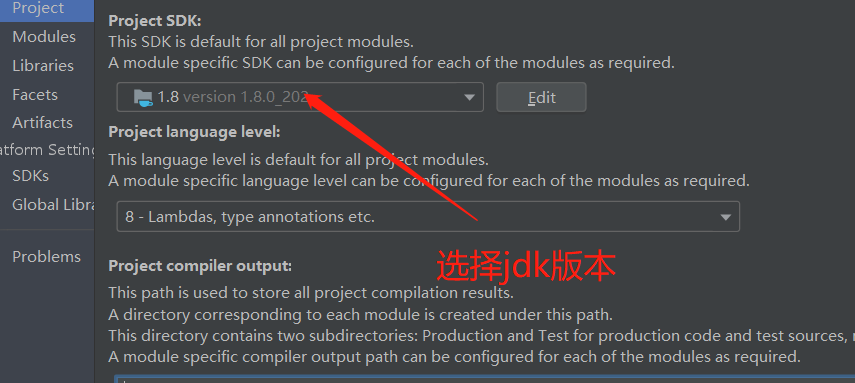 Project
Modules
Libraries
Facets
Artifacts
atform Setting
SDKs
Global Libra
Problems
Project SDK:
This SDK is default for all project modules.
A module specific SDK can be configured for each of the modules as required.
1.8 version 1.8.0_202
Edit
Project language level:
This language level is default for all project modules.
A module specific language level can be configured for each of the modules as required.
8 - Lambdas, type annotations etc.
选择jdk版本
Project compiler output:
This path is used to store all project compilation results.
A directory corresponding to each module is created under this path.
This directory contains two subdirectories: Production and Test for production code and test sources, r
A module specific compiler output path can be configured for each of the modules as required.